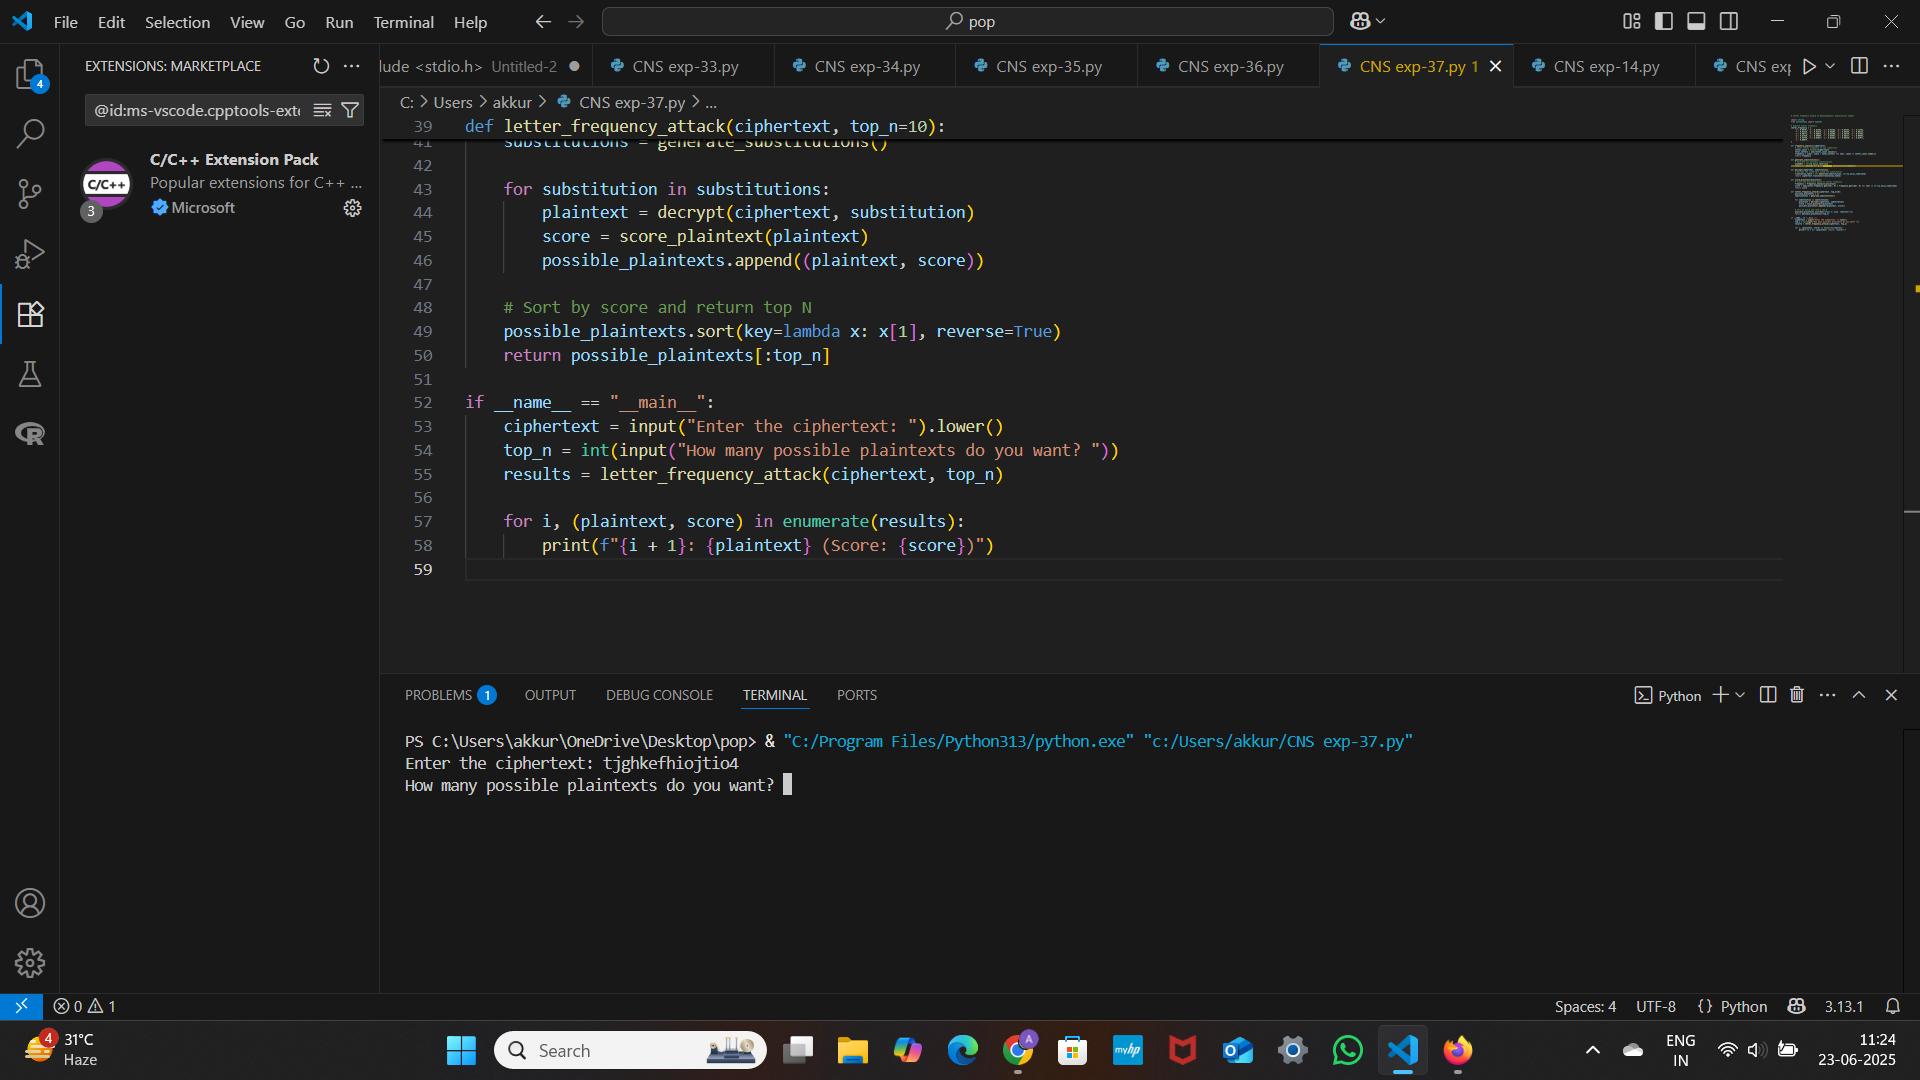 File Edit Selection View Go Run Terminal Help
pop
EXTENSIONS: MARKETPLACE
lude <stdio.h> Untitled-2
CNS exp-33.py
CNS exp-34.py
CNS exp-35.py
CNS exp-36.py
CNS exp-37.py 1
CNS exp-14.py
CNS exp
4
@id:ms-vscode.cpptools-exte
C/C++
3
C/C++ Extension Pack
Popular extensions for C++ ...
Microsoft
C: > Users > akkur > CNS exp-37.py > ...
39 def letter_frequency_attack(ciphertext, top_n=10):
41 substitutions = generate_substitutions()
42
43 for substitution in substitutions:
44 plaintext = decrypt(ciphertext, substitution)
45 score = score_plaintext(plaintext)
46 possible_plaintexts.append((plaintext, score))
47
48 # Sort by score and return top N
49 possible_plaintexts.sort(key=lambda x: x[1], reverse=True)
50 return possible_plaintexts[:top_n]
51
52 if __name__ == "__main__":
53 ciphertext = input("Enter the ciphertext: ").lower()
54 top_n = int(input("How many possible plaintexts do you want? "))
55 results = letter_frequency_attack(ciphertext, top_n)
56
57 for i, (plaintext, score) in enumerate(results):
58 print(f"{i + 1}: {plaintext} (Score: {score})")
59
PROBLEMS 1 OUTPUT DEBUG CONSOLE TERMINAL PORTS
Python
PS C:\Users\akkur\OneDrive\Desktop\pop> & "C:/Program Files/Python313/python.exe" "c:/Users/akkur/CNS exp-37.py"
Enter the ciphertext: tjghkefhiojtio4
How many possible plaintexts do you want?
0 1
Spaces: 4 UTF-8 {} Python 3.13.1
4
31°C
Haze
Search
A
myhp
ENG
IN
11:24
23-06-2025